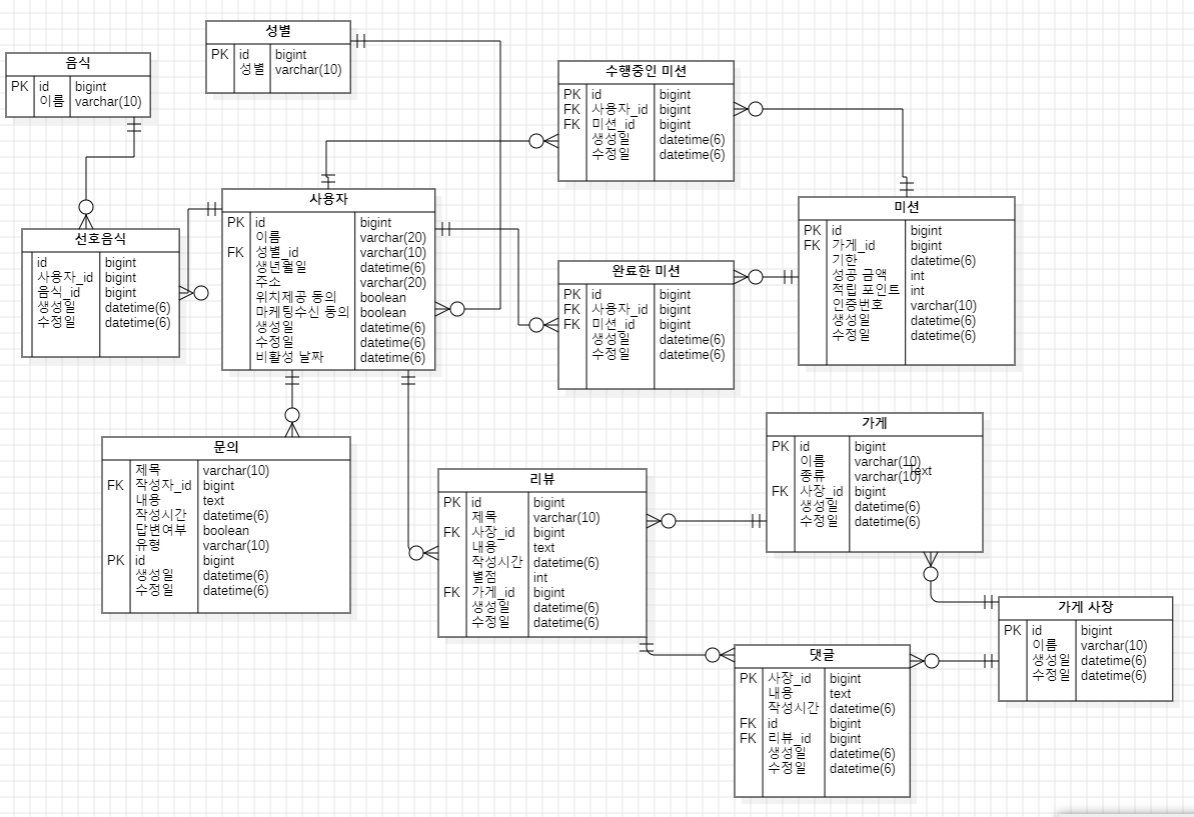 음식
PK id bigint
이름 varchar(10)
성별
PK id bigint
성별 varchar(10)
수행중인 미션
PK id bigint
FK 사용자_id bigint
FK 미션_id bigint
생성일 datetime(6)
수정일 datetime(6)
선호음식
id bigint
사용자_id bigint
음식_id bigint
생성일 datetime(6)
수정일 datetime(6)
사용자
PK id bigint
이름 varchar(20)
FK 성별_id varchar(10)
생년월일 datetime(6)
주소 varchar(20)
위치제공 동의 boolean
마케팅수신 동의 boolean
생성일 datetime(6)
수정일 datetime(6)
비활성 날짜 datetime(6)
완료한 미션
PK id bigint
FK 사용자_id bigint
FK 미션_id bigint
생성일 datetime(6)
수정일 datetime(6)
미션
PK id bigint
FK 가게_id bigint
기한 datetime(6)
성공 금액 int
적립 포인트 int
인증번호 varchar(10)
생성일 datetime(6)
수정일 datetime(6)
문의
제목 varchar(10)
FK 작성자_id bigint
내용 text
작성시간 datetime(6)
답변여부 boolean
유형 varchar(10)
PK id bigint
생성일 datetime(6)
수정일 datetime(6)
리뷰
PK id bigint
제목 varchar(10)
FK 사장_id bigint
내용 text
작성시간 datetime(6)
별점 int
FK 가게_id bigint
생성일 datetime(6)
수정일 datetime(6)
가게
PK id bigint
이름 varchar(10)
Text
종류 varchar(10)
FK 사장_id bigint
생성일 datetime(6)
수정일 datetime(6)
가게 사장
PK id bigint
이름 varchar(10)
생성일 datetime(6)
수정일 datetime(6)
댓글
PK 사장_id bigint
내용 text
작성시간 datetime(6)
FK id bigint
FK 리뷰_id bigint
생성일 datetime(6)
수정일 datetime(6)